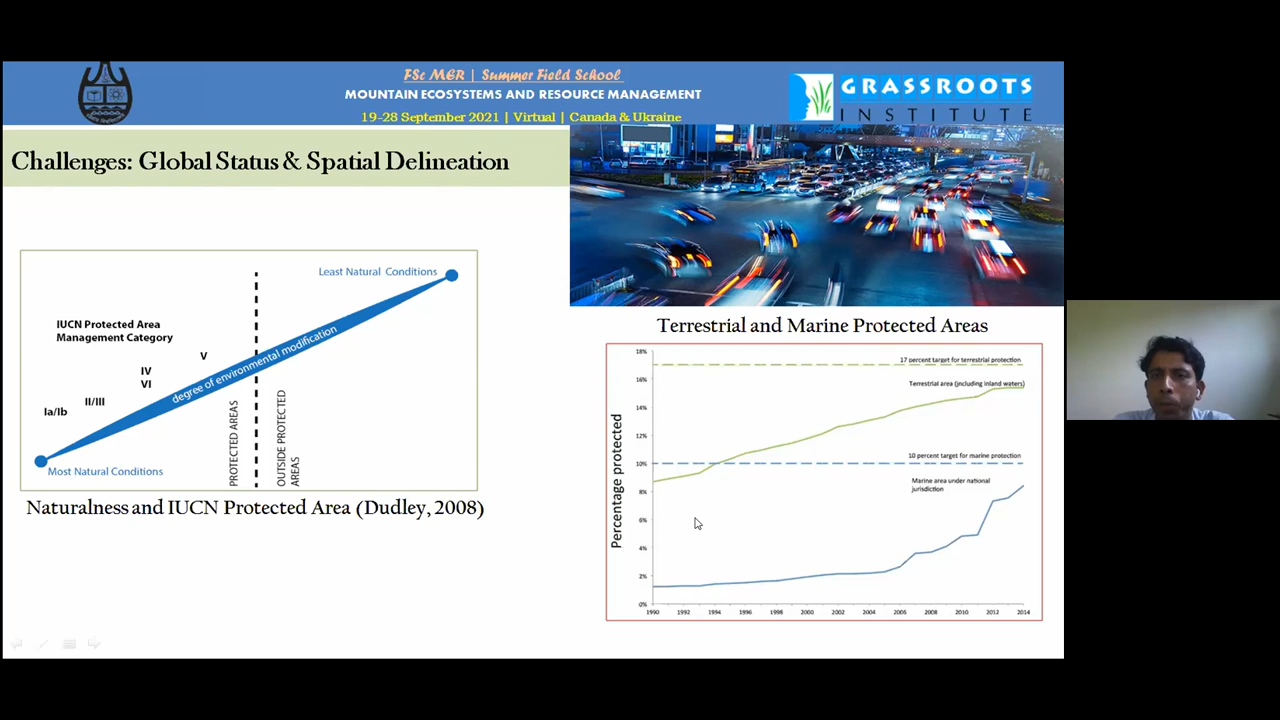 FSc MER | Summer Field School
MOUNTAIN ECOSYSTEMS AND RESOURCE MANAGEMENT
19-28 September 2021 | Virtual | Canada & Ukraine
GRASSROOTS
INSTITUTE
Challenges: Global Status & Spatial Delineation
Least Natural Conditions
IUCN Protected Area
Management Category
V
IV
VI
II/III
Ia/Ib
degree of environmental modification
Most Natural Conditions
PROTECTED AREAS
OUTSIDE PROTECTED
AREAS
Naturalness and IUCN Protected Area (Dudley, 2008)
Terrestrial and Marine Protected Areas
Percentage protected
18%
16%
14%
12%
10%
8%
6%
4%
2%
0%
17 percent target for terrestrial protection
Terrestrial area (including inland waters)
10 percent target for marine protection
Marine area under national
jurisdiction
1990 1992 1994 1996 1998 2000 2002 2004 2006 2008 2010 2012 2014